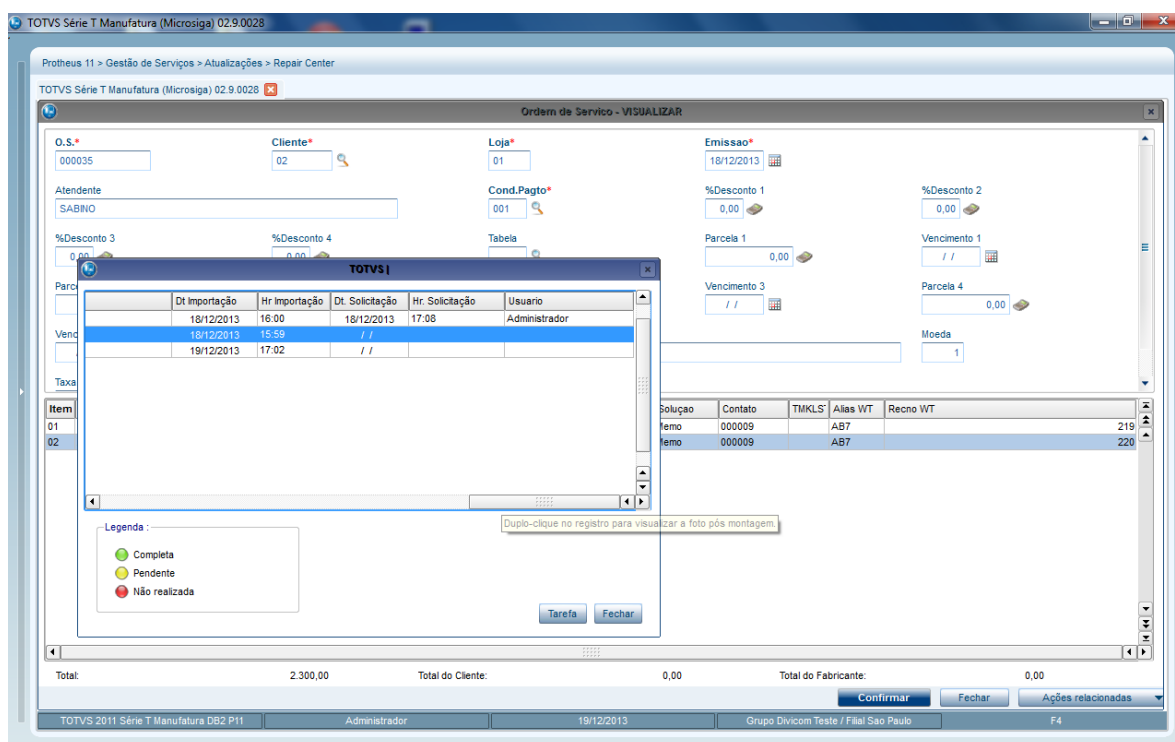 TOTVS Série T Manufatura (Microsiga) 02.9.0028
Protheus 11 > Gestão de Serviços > Atualizações > Repair Center
TOTVS Série T Manufatura (Microsiga) 02.9.0028
Ordem de Servico - VISUALIZAR
O.S.* Cliente* Loja* Emissao*
000035 02 01 18/12/2013
Atendente Cond.Pagto* %Desconto 1 %Desconto 2
SABINO 001 0,00 0,00
%Desconto 3 %Desconto 4 Tabela Parcela 1 Vencimento 1
0,00 0,00 0,00 / /
TOTVS |
Vencimento 3 Parcela 4
/ / 0,00
Moeda
1
Taxa
Dt Importação Hr Importação Dt. Solicitação Hr. Solicitação Usuario
18/12/2013 16:00 18/12/2013 17:08 Administrador
18/12/2013 15:59 / /
19/12/2013 17:02 / /
Item Contato Alias WT Recno WT
01 000009 AB7 219
02 000009 AB7 220
Duplo-clique no registro para visualizar a foto pós montagem.
Legenda :
Completa
Pendente
Não realizada
Tarefa Fechar
Total: 2.300,00 Total do Cliente: 0,00 Total do Fabricante: 0,00
Confirmar Fechar Ações relacionadas
TOTVS 2011 Série T Manufatura DB2 P11 Administrador 19/12/2013 Grupo Divicom Teste / Filial Sao Paulo F4